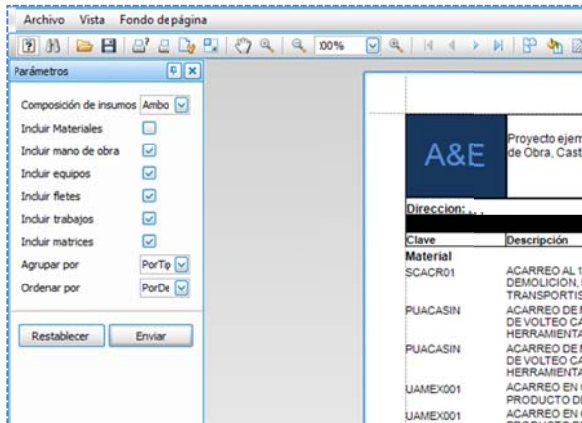 Archivo Vista Fondo de página
100%
Parámetros
Composición de insumos Ambo
Incluir Materiales
Incluir mano de obra
Incluir equipos
Incluir fletes
Incluir trabajos
Incluir matrices
Agrupar por PorTip
Ordenar por PorDe
Restablecer Enviar
A&E
Proyecto ejem
de Obra, Cast
Direccion: , ,
Clave Descripción
Material
SCACR01 ACARREO AL 1
DEMOLICION,
TRANSPORTIS
PUACASIN ACARREO DE
DE VOLTEO CA
HERRAMIENTA
PUACASIN ACARREO DE
DE VOLTEO CA
HERRAMIENTA
UAMEX001 ACARREO EN
PRODUCTO DE
UAMEX001 ACARREO EN